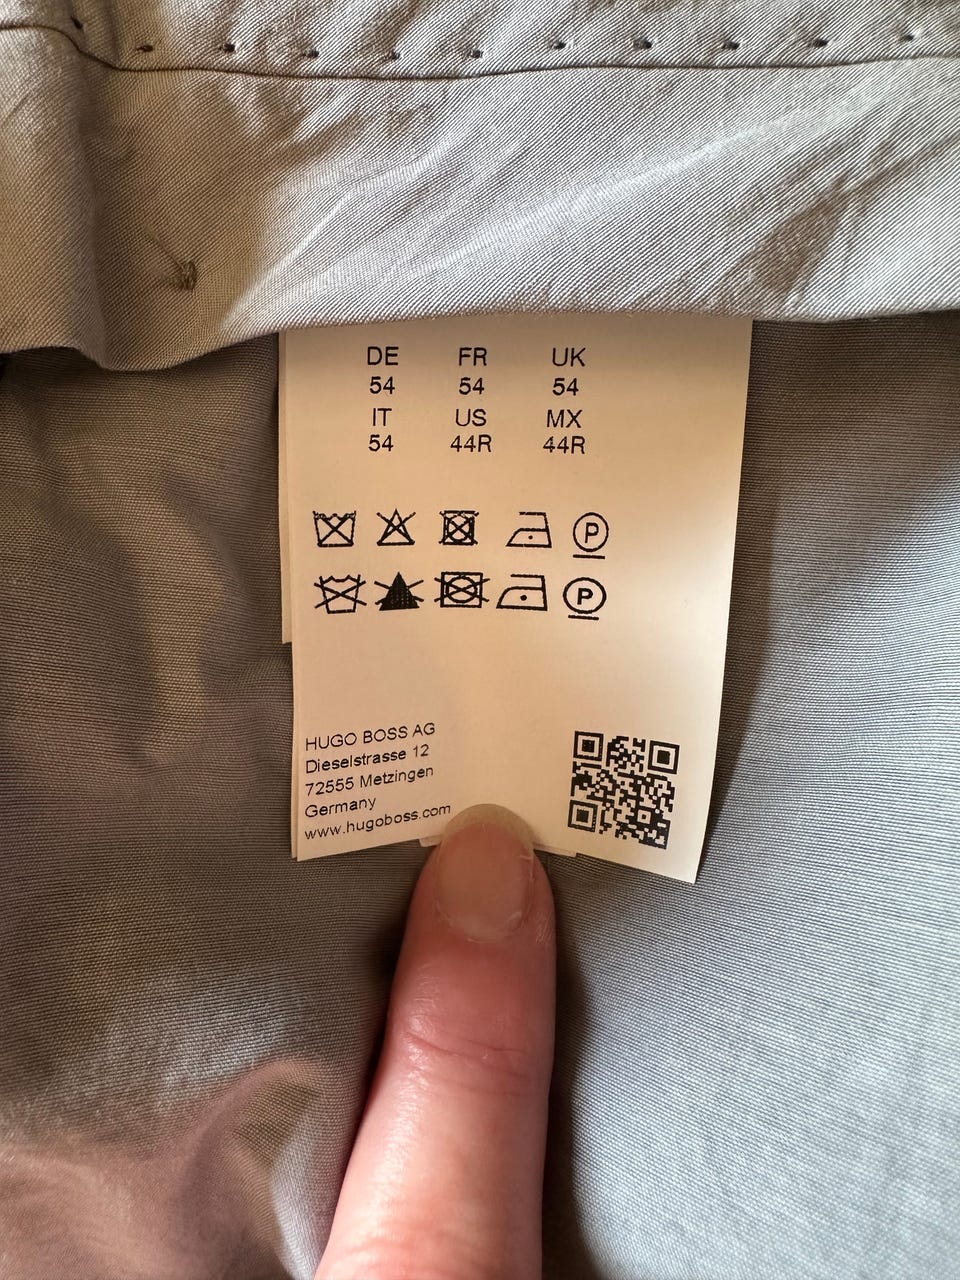 DE FR UK
54 54 54
IT US MX
54 44R 44R
P
P
HUGO BOSS AG
Dieselstrasse 12
72555 Metzingen
Germany
www.hugoboss.com